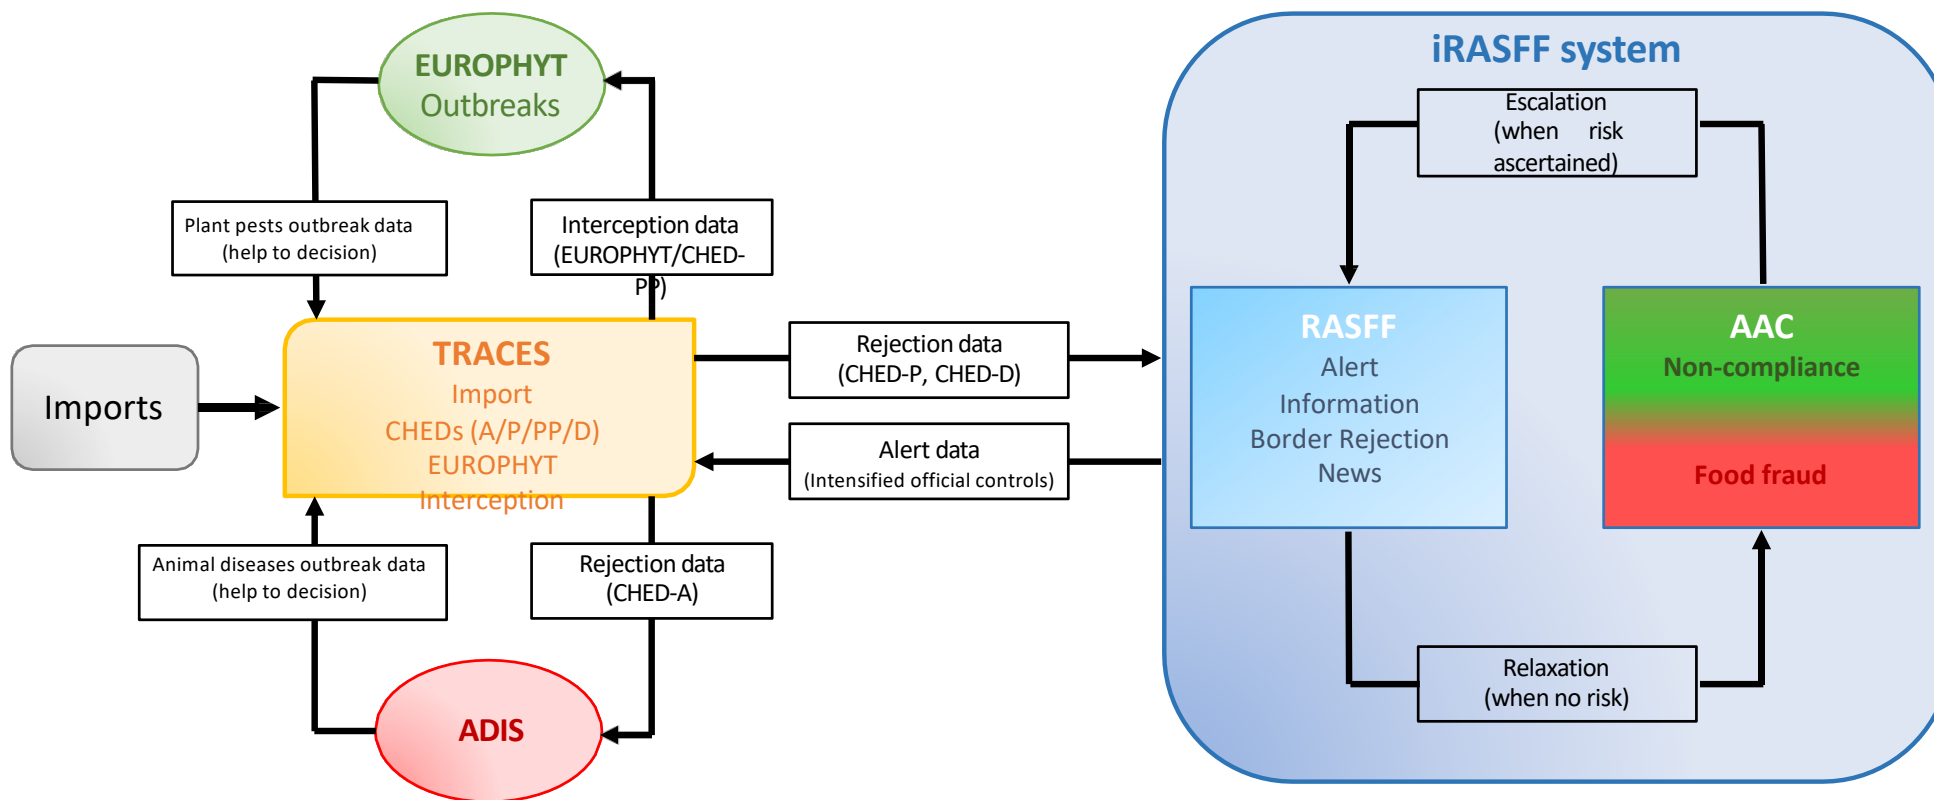 EUROPHYT
Outbreaks
iRASFF system
Escalation
(when risk
ascertained)
Plant pests outbreak data
(help to decision)
Interception data
(EUROPHYT/CHED-
PP)
Imports
TRACES
Import
CHEDs (A/P/PP/D)
EUROPHYT
Interception
Rejection data
(CHED-P, CHED-D)
Alert data
(Intensified official controls)
RASFF
Alert
Information
Border Rejection
News
AAC
Non-compliance
Food fraud
Animal diseases outbreak data
(help to decision)
Rejection data
(CHED-A)
ADIS
Relaxation
(when no risk)